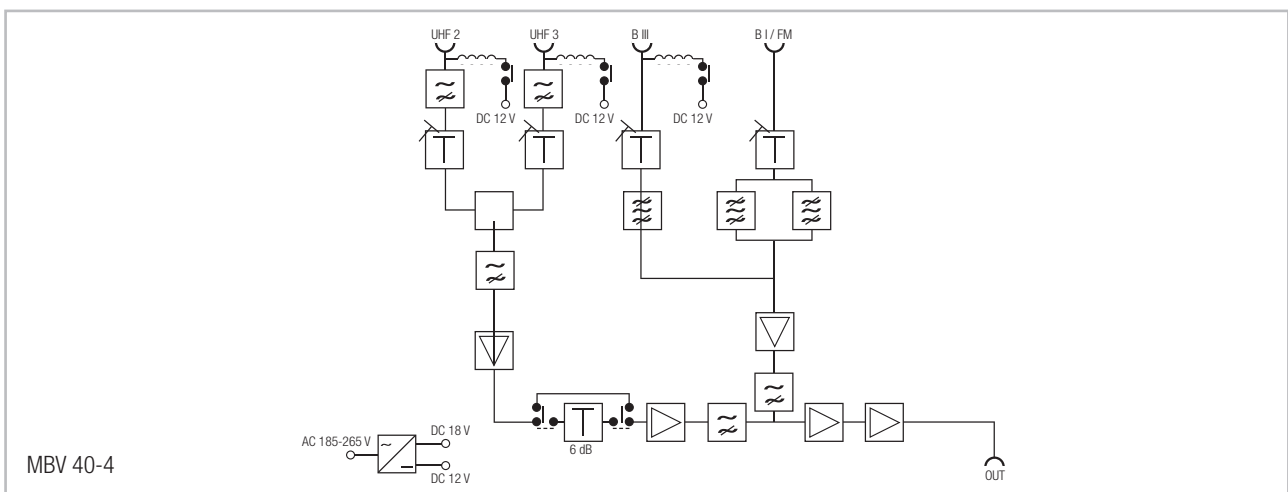 UHF 2 UHF 3 B III B I / FM
DC 12 V DC 12 V DC 12 V
6 dB
AC 185-265 V
DC 18 V
DC 12 V
MBV 40-4
OUT